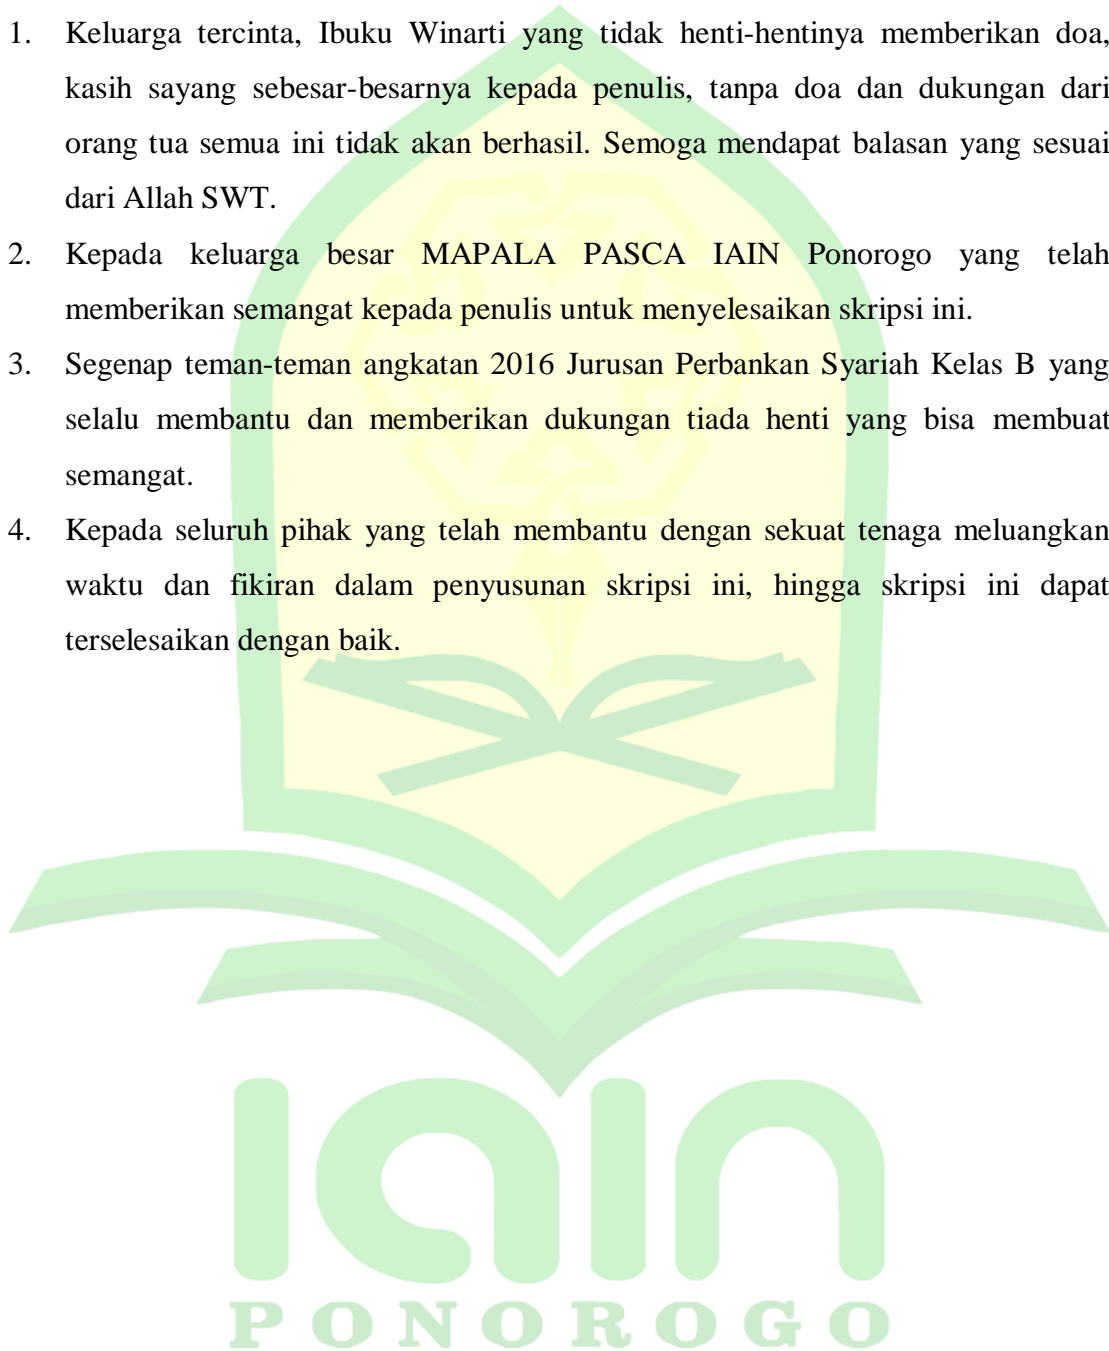 1. Keluarga tercinta, Ibuku Winarti yang tidak henti-hentinya memberikan doa,
kasih sayang sebesar-besarnya kepada penulis, tanpa doa dan dukungan dari
orang tua semua ini tidak akan berhasil. Semoga mendapat balasan yang sesuai
dari Allah SWT.
2. Kepada keluarga besar MAPALA PASCA IAIN Ponorogo yang telah
memberikan semangat kepada penulis untuk menyelesaikan skripsi ini.
3. Segenap teman-teman angkatan 2016 Jurusan Perbankan Syariah Kelas B yang
selalu membantu dan memberikan dukungan tiada henti yang bisa membuat
semangat.
4. Kepada seluruh pihak yang telah membantu dengan sekuat tenaga meluangkan
waktu dan fikiran dalam penyusunan skripsi ini, hingga skripsi ini dapat
terselesaikan dengan baik.
iain
PONOROGO